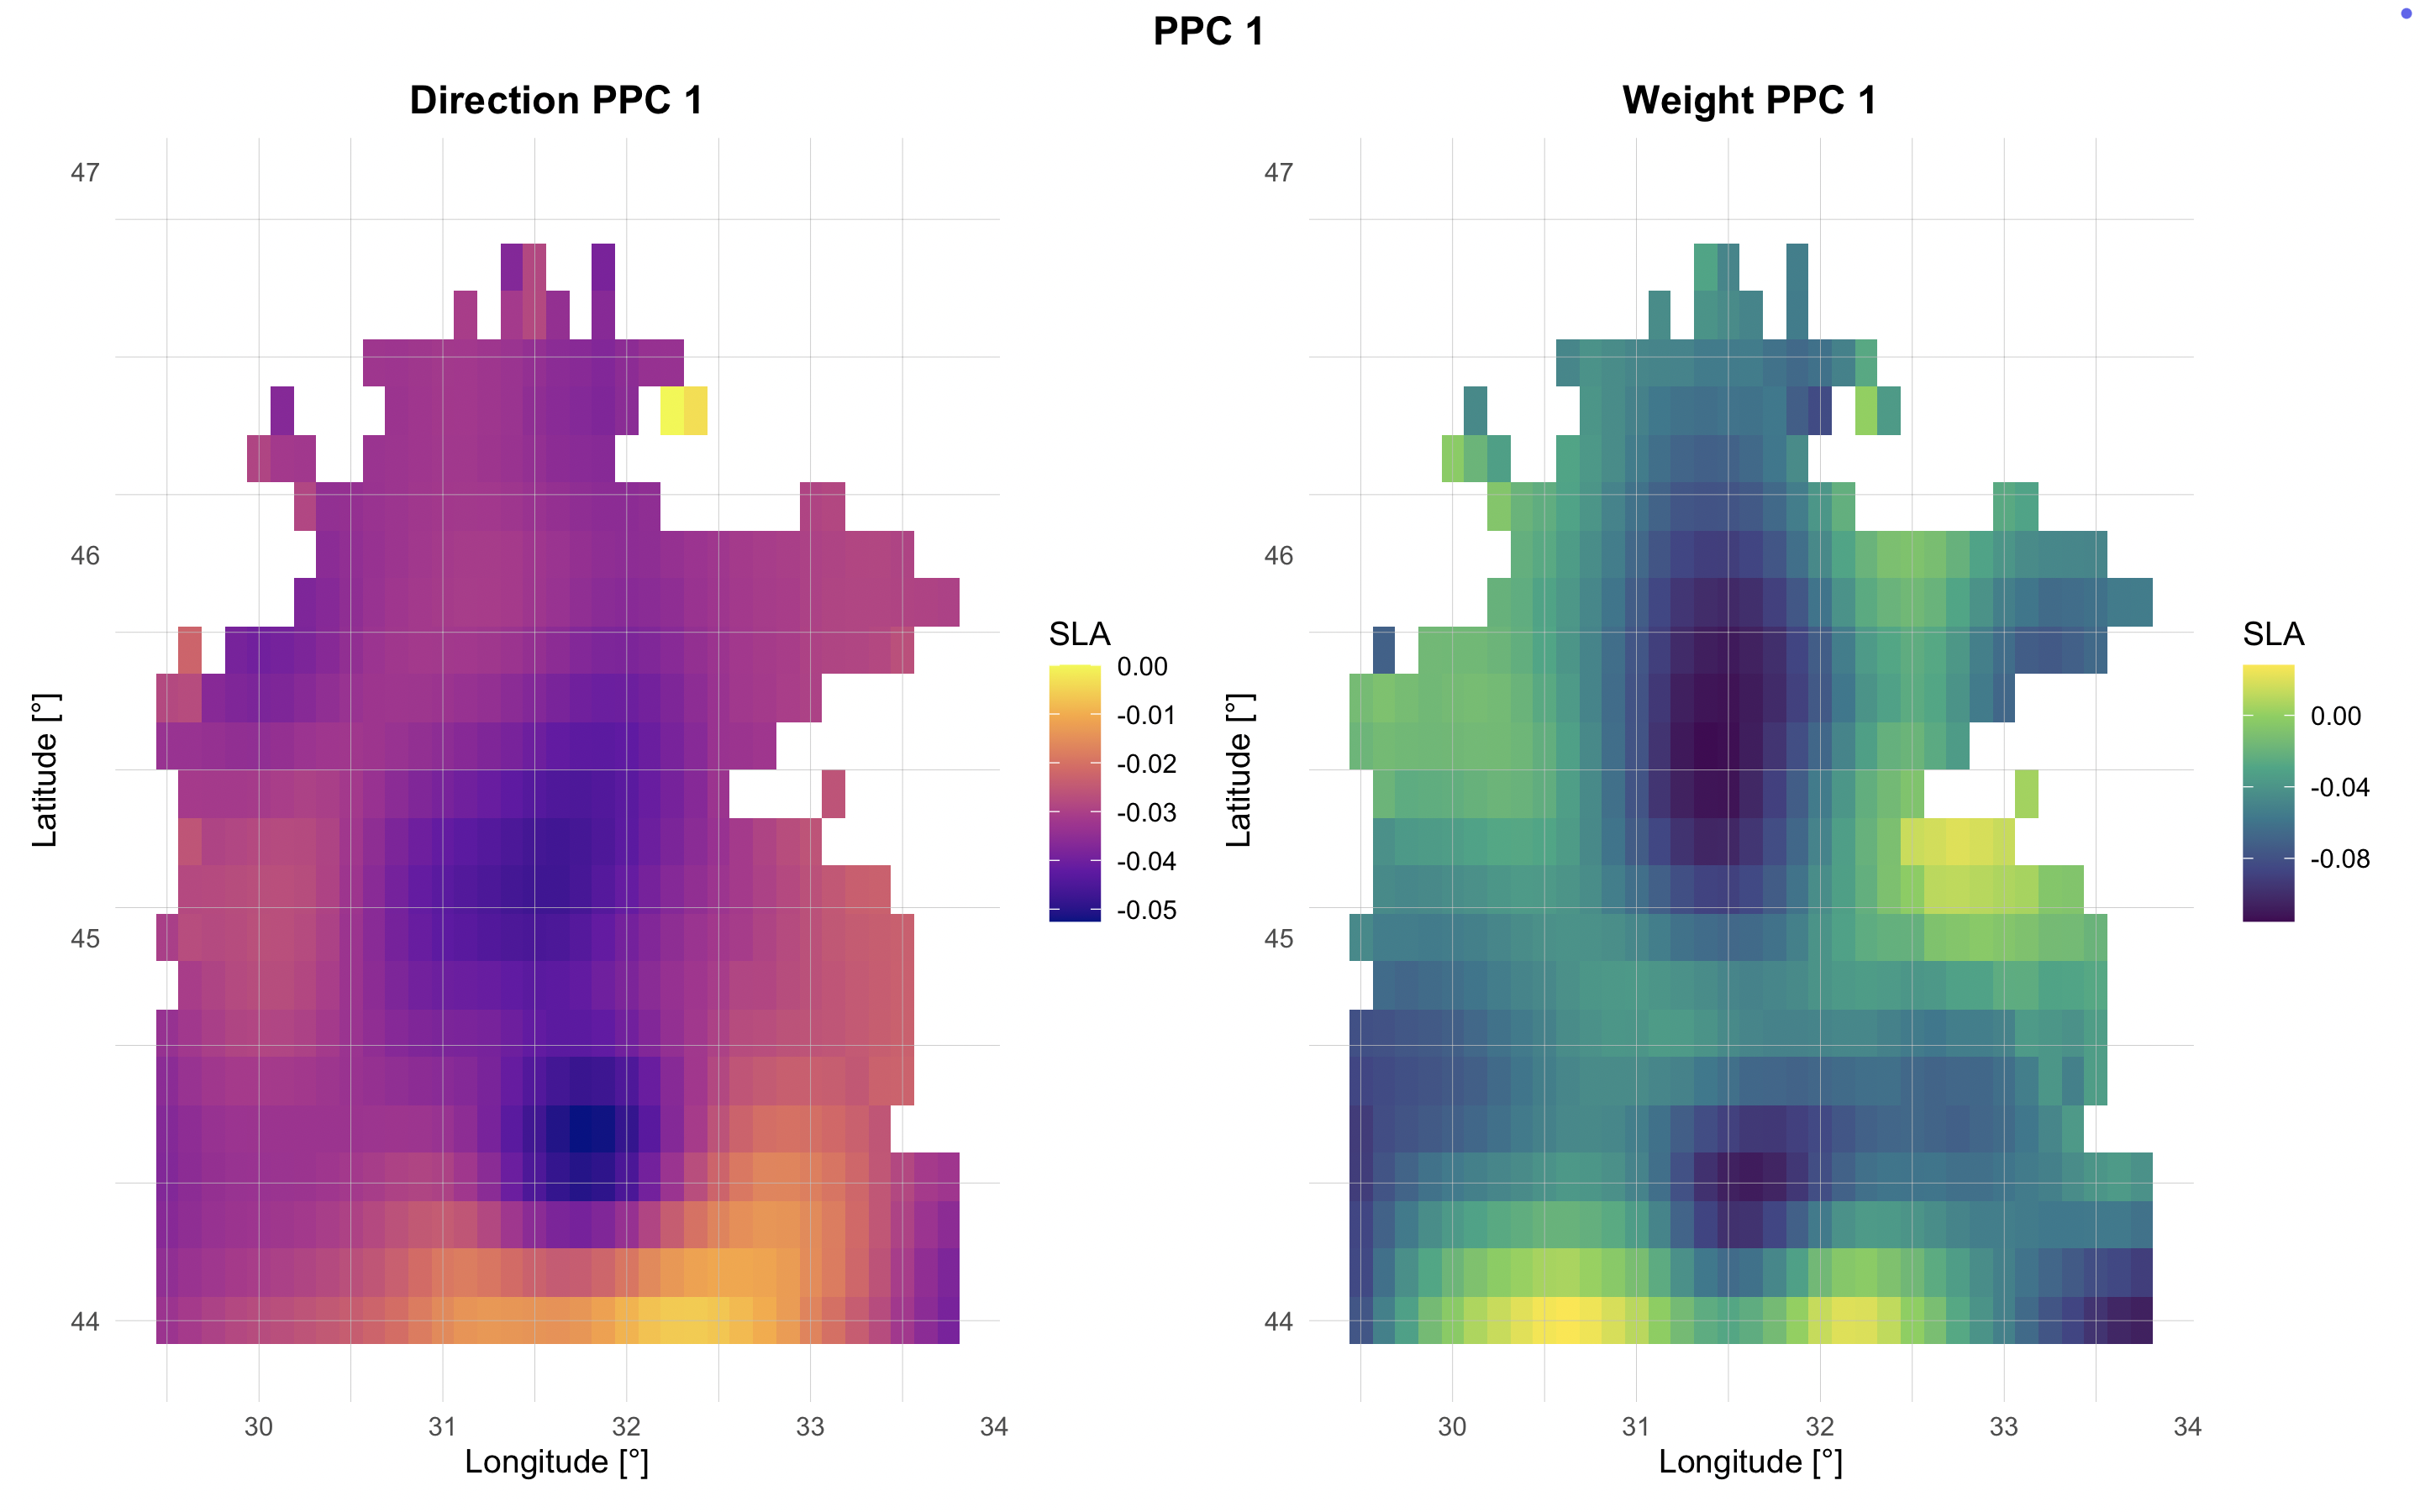 PPC 1
Direction PPC 1
Weight PPC 1
47
46
45
44
Latitude [°]
30 31 32 33 34
Longitude [°]
SLA
0.00
-0.01
-0.02
-0.03
-0.04
-0.05
47
46
45
44
Latitude [°]
30 31 32 33 34
Longitude [°]
SLA
0.00
-0.04
-0.08